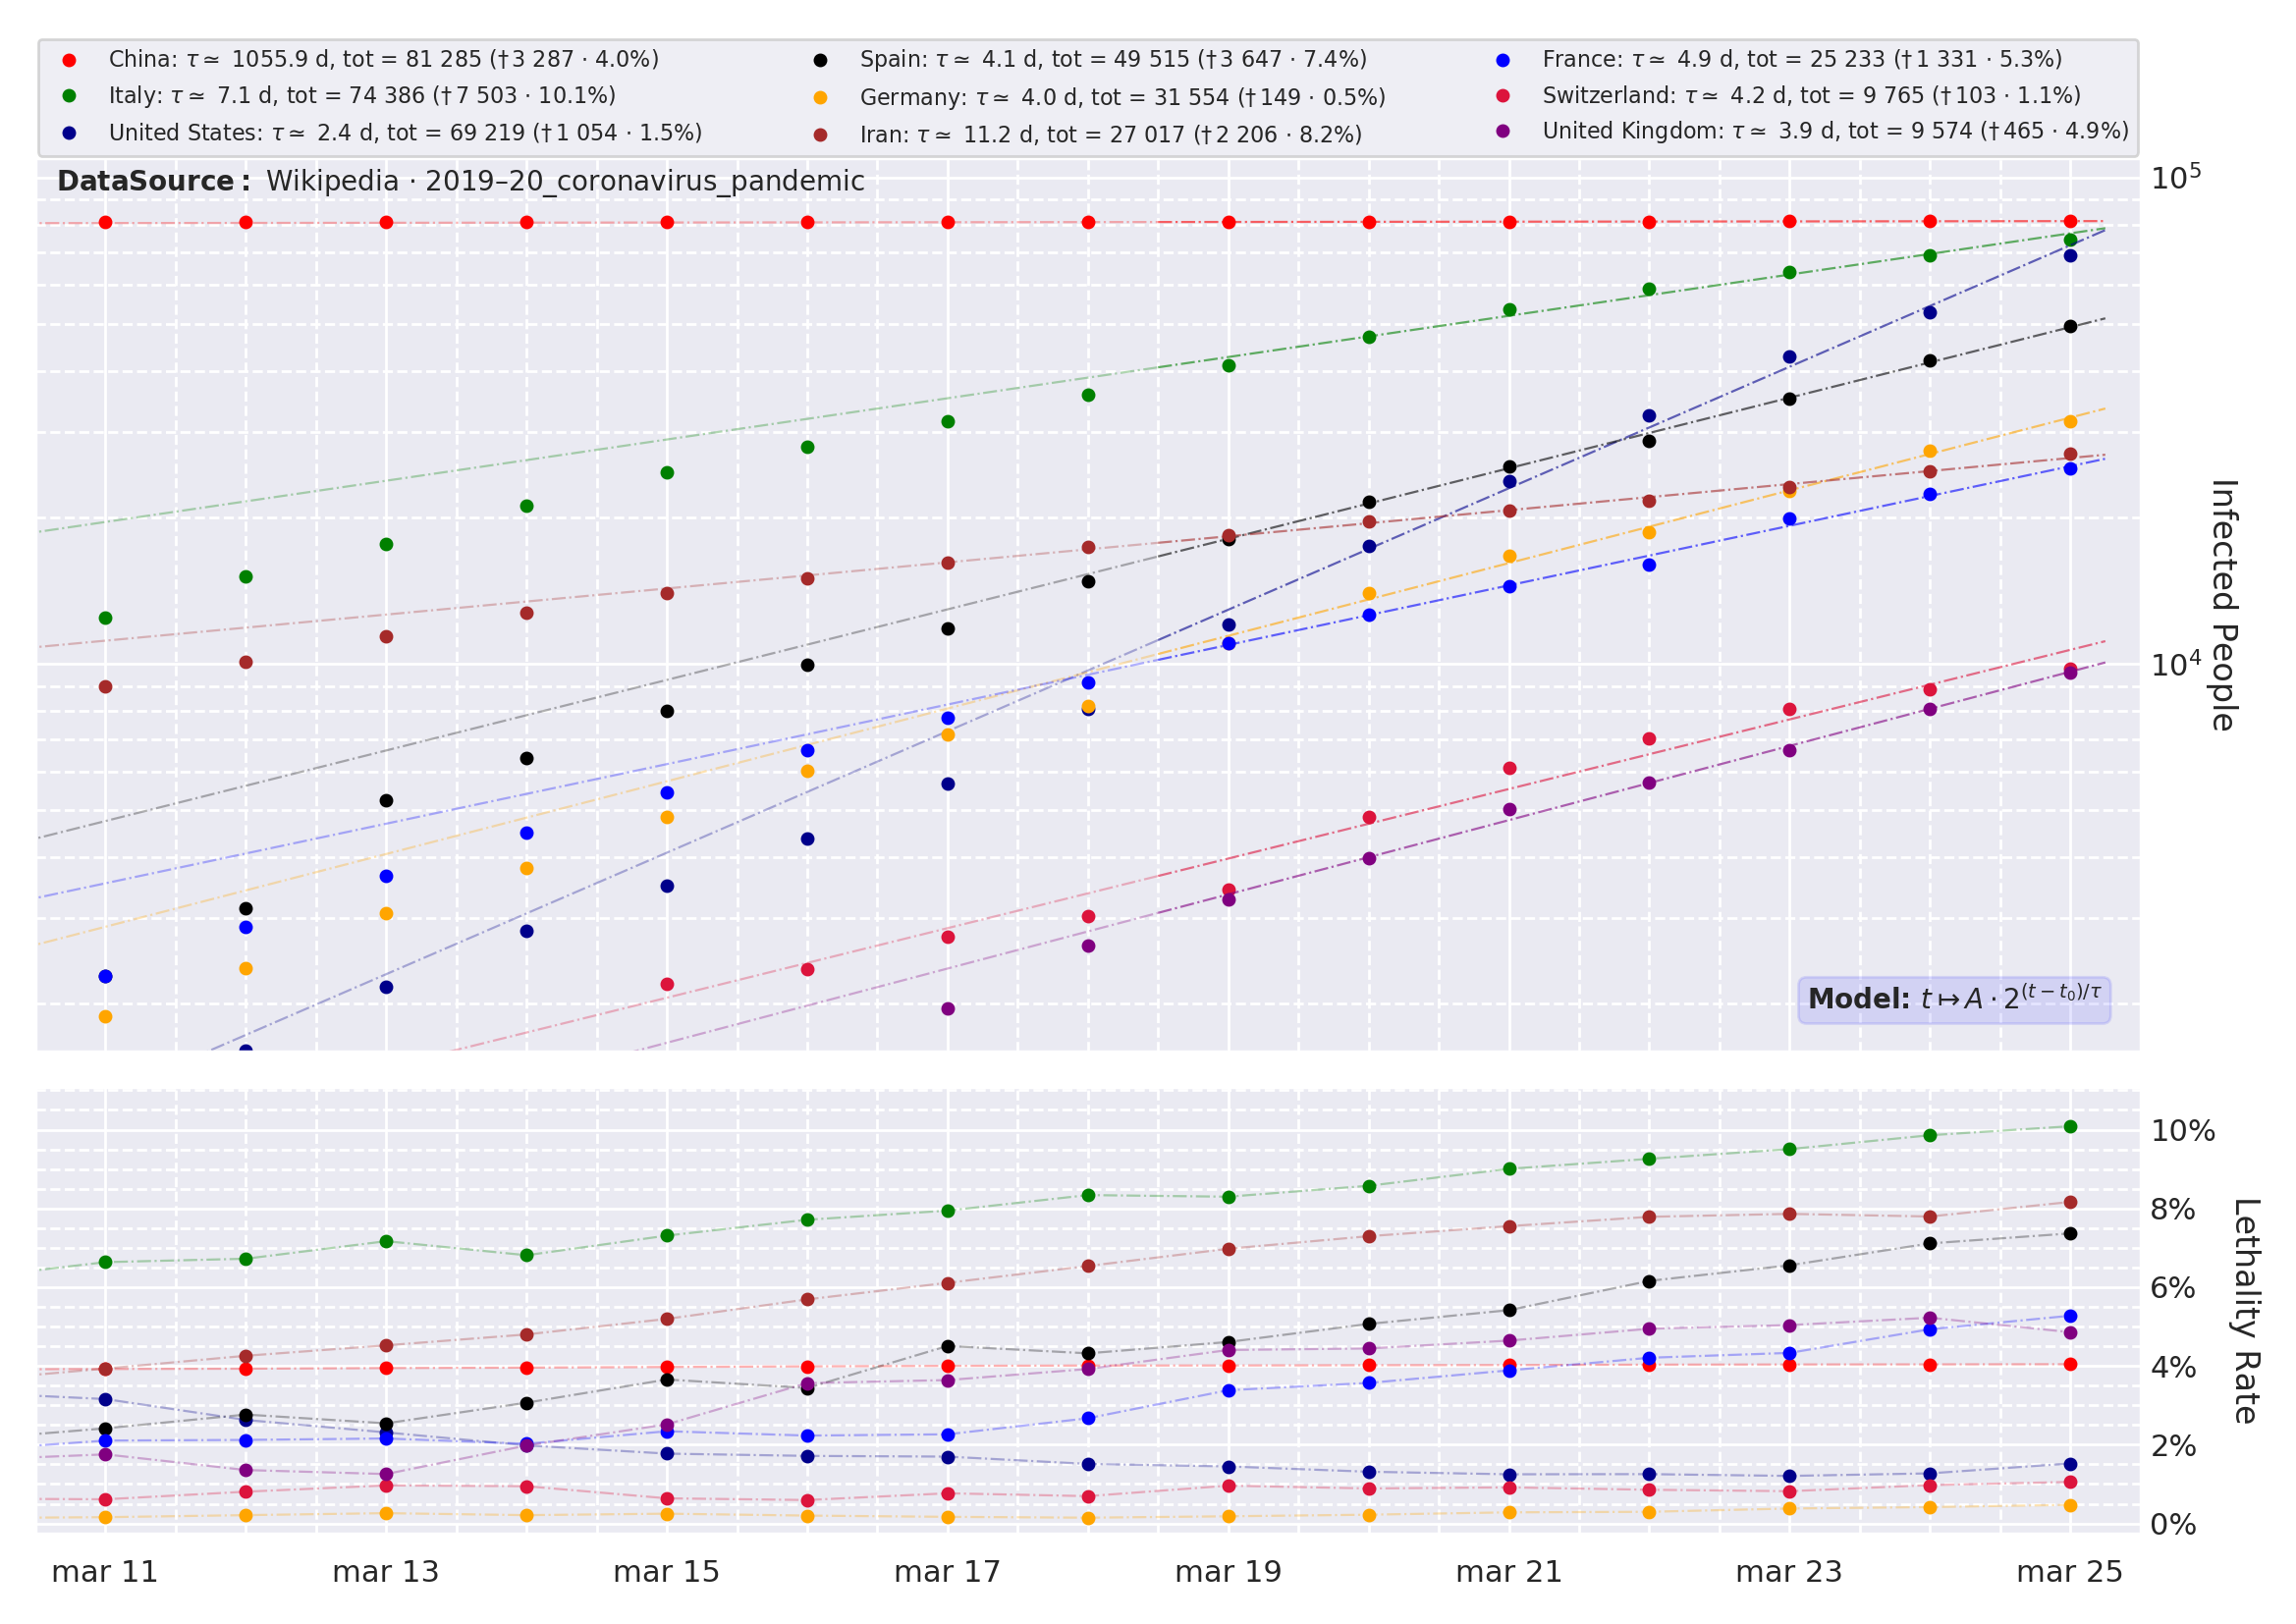 China: τ ≃ 1055.9 d, tot = 81 285 (†3 287 · 4.0%)
Italy: τ ≃ 7.1 d, tot = 74 386 (†7 503 · 10.1%)
United States: τ ≃ 2.4 d, tot = 69 219 (†1 054 · 1.5%)
Spain: τ ≃ 4.1 d, tot = 49 515 (†3 647 · 7.4%)
Germany: τ ≃ 4.0 d, tot = 31 554 (†149 · 0.5%)
Iran: τ ≃ 11.2 d, tot = 27 017 (†2 206 · 8.2%)
France: τ ≃ 4.9 d, tot = 25 233 (†1 331 · 5.3%)
Switzerland: τ ≃ 4.2 d, tot = 9 765 (†103 · 1.1%)
United Kingdom: τ ≃ 3.9 d, tot = 9 574 (†465 · 4.9%)
DataSource: Wikipedia · 2019–20_coronavirus_pandemic
10⁵
10⁴
Infected People
Model: t ↦ A · 2^(t − t₀)/τ
10%
8%
6%
4%
2%
0%
Lethality Rate
mar 11 mar 13 mar 15 mar 17 mar 19 mar 21 mar 23 mar 25